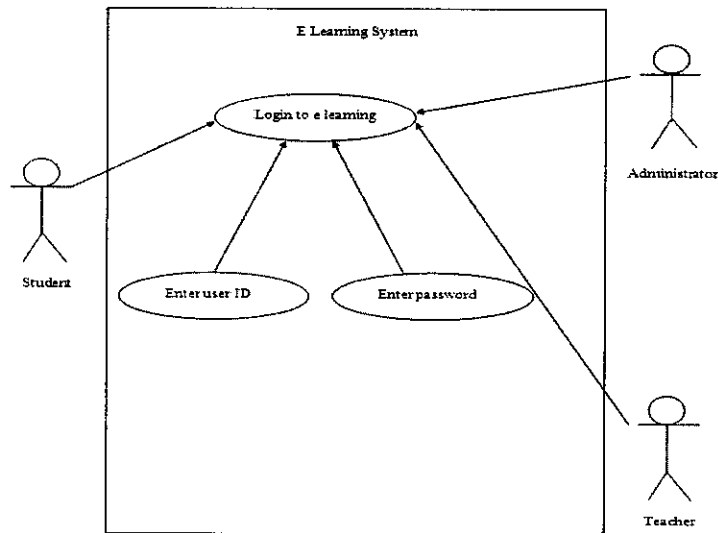 E Learning System
Login to e learning
Administrator
Student
Enter user ID
Enter password
Teacher